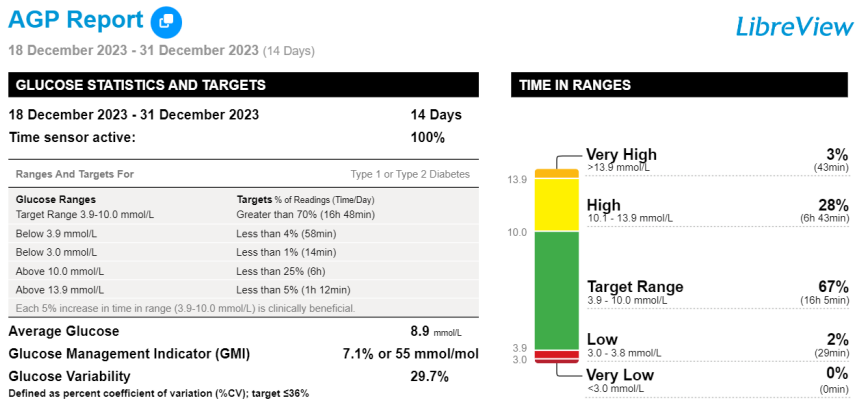 AGP Report
LibreView
18 December 2023 - 31 December 2023 (14 Days)
GLUCOSE STATISTICS AND TARGETS
18 December 2023 - 31 December 2023 14 Days
Time sensor active: 100%
Ranges And Targets For Type 1 or Type 2 Diabetes
Glucose Ranges Targets % of Readings (Time/Day)
Target Range 3.9-10.0 mmol/L Greater than 70% (16h 48min)
Below 3.9 mmol/L Less than 4% (58min)
Below 3.0 mmol/L Less than 1% (14min)
Above 10.0 mmol/L Less than 25% (6h)
Above 13.9 mmol/L Less than 5% (1h 12min)
Each 5% increase in time in range (3.9-10.0 mmol/L) is clinically beneficial.
Average Glucose 8.9 mmol/L
Glucose Management Indicator (GMI) 7.1% or 55 mmol/mol
Glucose Variability 29.7%
Defined as percent coefficient of variation (%CV); target ≤36%
TIME IN RANGES
Very High 3%
>13.9 mmol/L (43min)
13.9
High 28%
10.1 - 13.9 mmol/L (6h 43min)
10.0
Target Range 67%
3.9 - 10.0 mmol/L (16h 5min)
Low 2%
3.9
3.0 - 3.8 mmol/L (29min)
3.0
Very Low 0%
<3.0 mmol/L (0min)